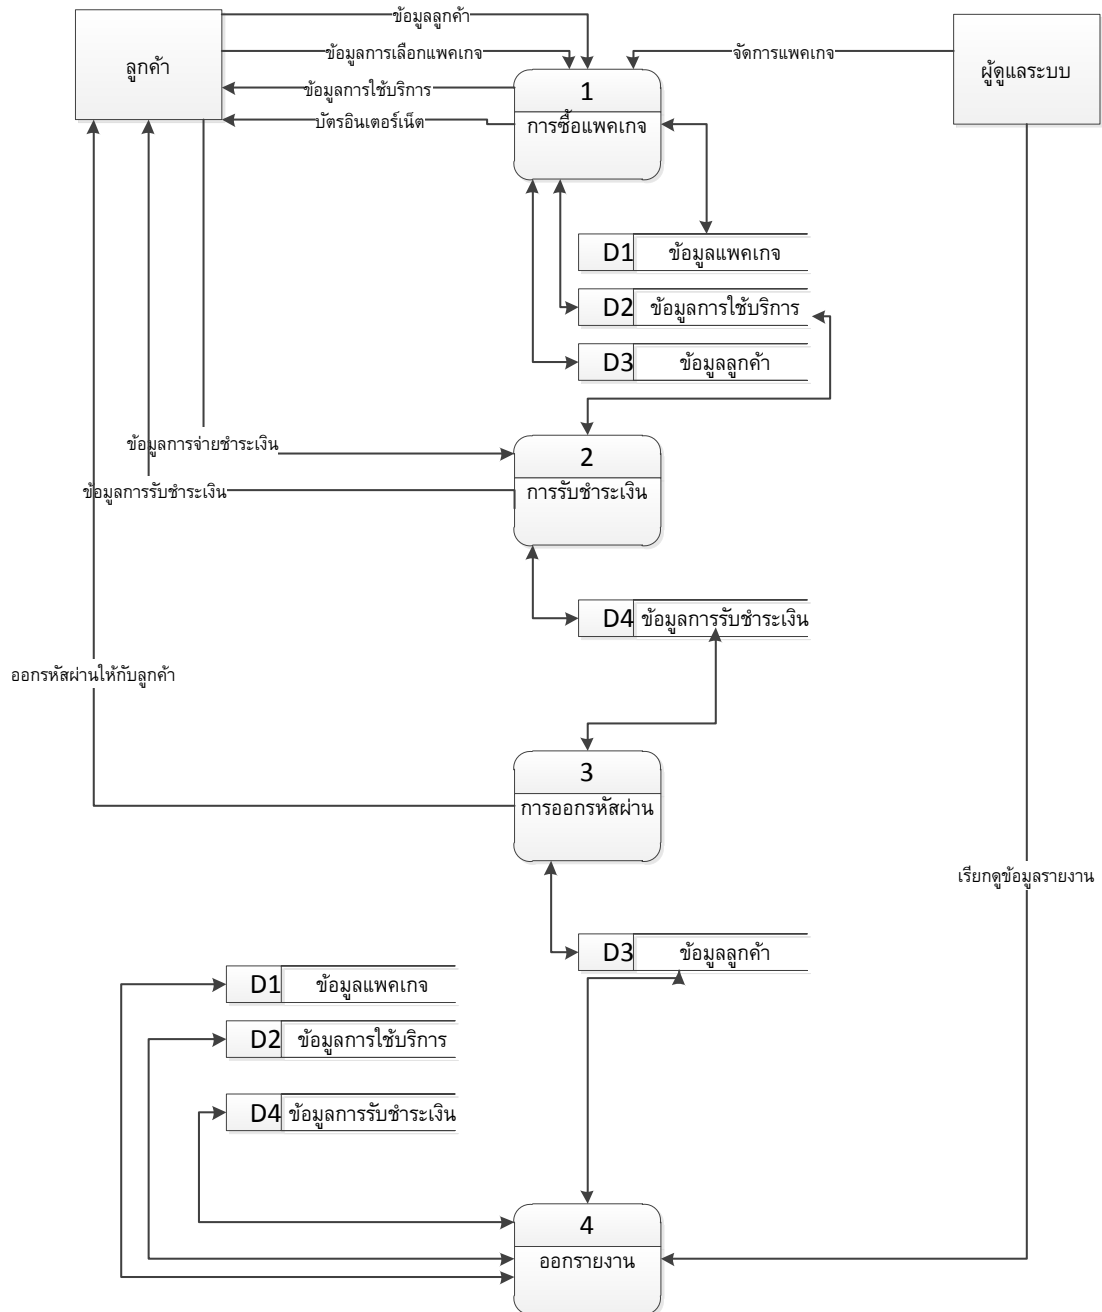 ข้อมูลลูกค้า
ลูกค้า
ข้อมูลการเลือกแพคเกจ
จัดการแพคเกจ
ผู้ดูแลระบบ
ข้อมูลการใช้บริการ
บัตรอินเตอร์เน็ต
1
การซื้อแพคเกจ
D1 ข้อมูลแพคเกจ
D2 ข้อมูลการใช้บริการ
D3 ข้อมูลลูกค้า
ข้อมูลการจ่ายชำระเงิน
2
การรับชำระเงิน
ข้อมูลการรับชำระเงิน
D4 ข้อมูลการรับชำระเงิน
ออกรหัสผ่านให้กับลูกค้า
3
การออกรหัสผ่าน
เรียกดูข้อมูลรายงาน
D3 ข้อมูลลูกค้า
D1 ข้อมูลแพคเกจ
D2 ข้อมูลการใช้บริการ
D4 ข้อมูลการรับชำระเงิน
4
ออกรายงาน